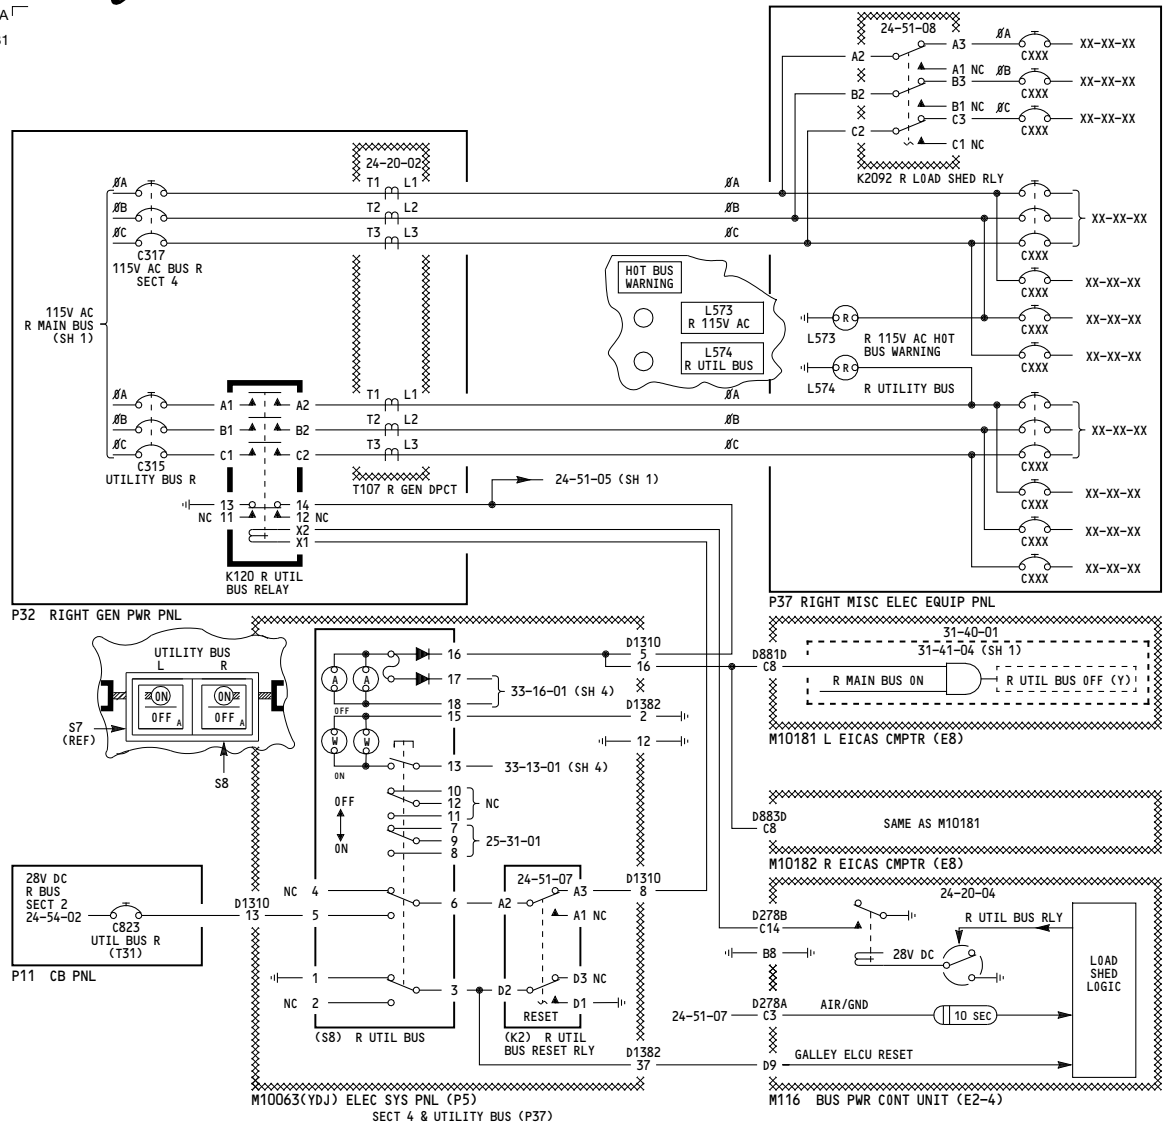 A
31
24-51-08
A2
A3
ØA
CXXX
XX-XX-XX
A1 NC
B2
B3
ØB
CXXX
XX-XX-XX
B1 NC
C2
C3
ØC
CXXX
XX-XX-XX
C1 NC
K2092 R LOAD SHED RLY
24-20-02
ØA
T1 L1
ØA
ØB
T2 L2
ØB
XX-XX-XX
ØC
T3 L3
ØC
C317
115V AC BUS R
SECT 4
CXXX
HOT BUS
WARNING
CXXX
XX-XX-XX
115V AC
R MAIN BUS
(SH 1)
L573
R 115V AC
R
L573
R 115V AC HOT
BUS WARNING
CXXX
XX-XX-XX
L574
R UTIL BUS
R
L574
R UTILITY BUS
CXXX
XX-XX-XX
ØA
A1
A2
T1 L1
ØA
ØB
B1
B2
T2 L2
ØB
XX-XX-XX
ØC
C1
C2
T3 L3
ØC
C315
UTILITY BUS R
CXXX
T107 R GEN DPCT
24-51-05 (SH 1)
CXXX
XX-XX-XX
13
14
NC 11
12 NC
X2
X1
CXXX
XX-XX-XX
CXXX
XX-XX-XX
K120 R UTIL
BUS RELAY
P32 RIGHT GEN PWR PNL
P37 RIGHT MISC ELEC EQUIP PNL
UTILITY BUS
L
R
ON
ON
OFF
A
OFF
A
S7
(REF)
S8
A
A
OFF
W
W
ON
16
17
18
33-16-01 (SH 4)
15
13
33-13-01 (SH 4)
10
12
11
NC
7
9
8
25-31-01
OFF
ON
D1310
5
16
D1382
2
12
D881D
C8
31-40-01
31-41-04 (SH 1)
R MAIN BUS ON
R UTIL BUS OFF (Y)
M10181 L EICAS CMPTR (E8)
D883D
C8
SAME AS M10181
M10182 R EICAS CMPTR (E8)
28V DC
R BUS
SECT 2
24-54-02
C823
UTIL BUS R
(T31)
P11 CB PNL
D1310
13
NC 4
5
6
1
NC 2
3
(S8) R UTIL BUS
24-51-07
A2
A3
A1 NC
D2
D3 NC
D1
RESET
(K2) R UTIL
BUS RESET RLY
D1310
8
D1382
37
M10063(YDJ) ELEC SYS PNL (P5)
SECT 4 & UTILITY BUS (P37)
24-20-04
D278B
C14
R UTIL BUS RLY
B8
28V DC
LOAD
SHED
LOGIC
24-51-07
D278A
C3
AIR/GND
10 SEC
D9
GALLEY ELCU RESET
M116 BUS PWR CONT UNIT (E2-4)